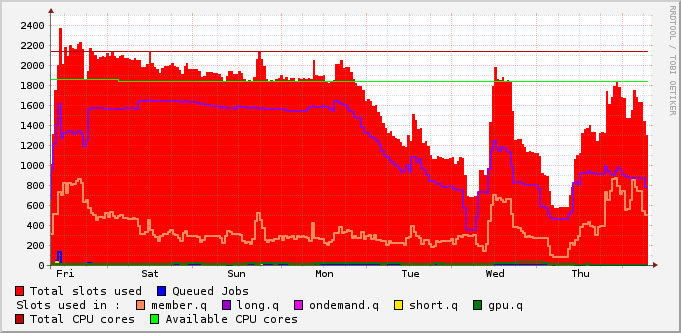 2400
2200
2000
1800
1600
1400
1200
1000
800
600
400
200
0
Fri Sat Sun Mon Tue Wed Thu
RRDTOOL / TOBI OETIKER
Total slots used Queued Jobs
Slots used in : member.q long.q ondemand.q short.q gpu.q
Total CPU cores Available CPU cores